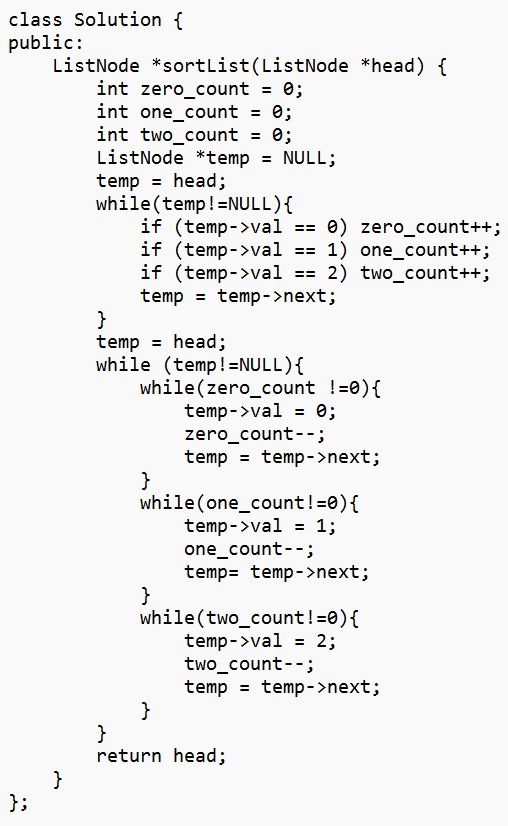 class Solution {
public:
    ListNode *sortList(ListNode *head) {
        int zero_count = 0;
        int one_count = 0;
        int two_count = 0;
        ListNode *temp = NULL;
        temp = head;
        while(temp!=NULL){
            if (temp->val == 0) zero_count++;
            if (temp->val == 1) one_count++;
            if (temp->val == 2) two_count++;
            temp = temp->next;
        }
        temp = head;
        while (temp!=NULL){
            while(zero_count !=0){
                temp->val = 0;
                zero_count--;
                temp = temp->next;
            }
            while(one_count!=0){
                temp->val = 1;
                one_count--;
                temp= temp->next;
            }
            while(two_count!=0){
                temp->val = 2;
                two_count--;
                temp = temp->next;
            }
        }
        return head;
    }
};